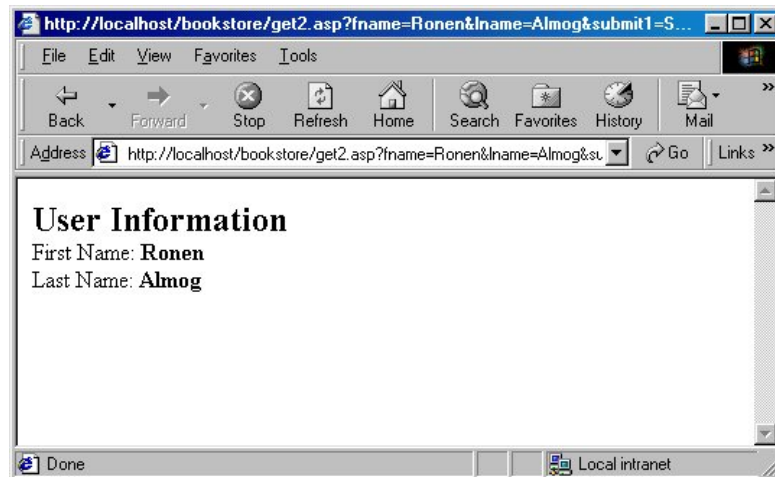 http://localhost/bookstore/get2.asp?fname=Ronen&lname=Almog&submit1=S...
File Edit View Favorites Tools
Back Forward Stop Refresh Home Search Favorites History Mail »
Address http://localhost/bookstore/get2.asp?fname=Ronen&lname=Almog&su Go Links »
User Information
First Name: Ronen
Last Name: Almog
Done Local intranet